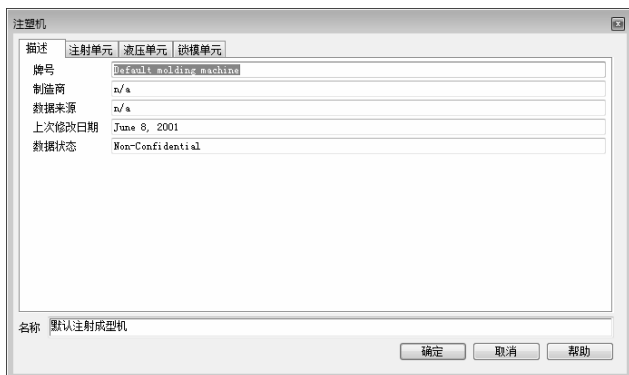 注塑机
描述 注射单元 液压单元 锁模单元
牌号 Default molding machine
制造商 n/a
数据来源 n/a
上次修改日期 June 8, 2001
数据状态 Non-Confidential
名称 默认注射成型机
确定 取消 帮助